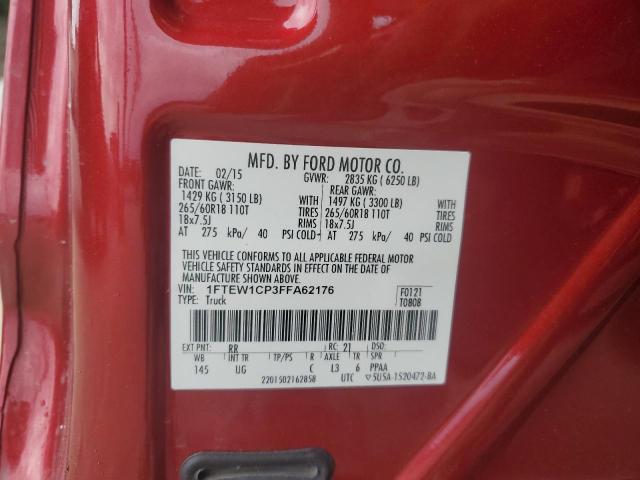 MFD. BY FORD MOTOR CO.
DATE: 02/15 GVWR: 2835 KG ( 6250 LB)
FRONT GAWR: REAR GAWR:
1429 KG ( 3150 LB) WITH 1497 KG ( 3300 LB) WITH
265/60R18 110T TIRES 265/60R18 110T TIRES
18x7.5J RIMS 18x7.5J RIMS
AT 275 kPa/ 40 PSI COLD AT 275 kPa/ 40 PSI COLD
THIS VEHICLE CONFORMS TO ALL APPLICABLE FEDERAL MOTOR
VEHICLE SAFETY STANDARDS IN EFFECT ON THE DATE OF
MANUFACTURE SHOWN ABOVE.
VIN: 1FTEW1CP3FFA62176 F0121
TYPE: Truck T0808
EXT PNT: RR RC: 21 DSO:
WB INT TR TP/PS R AXLE TR SPR
145 UG C L3 6 PPAA
2201502162858 UTC ▽5U5A-1520472-BA